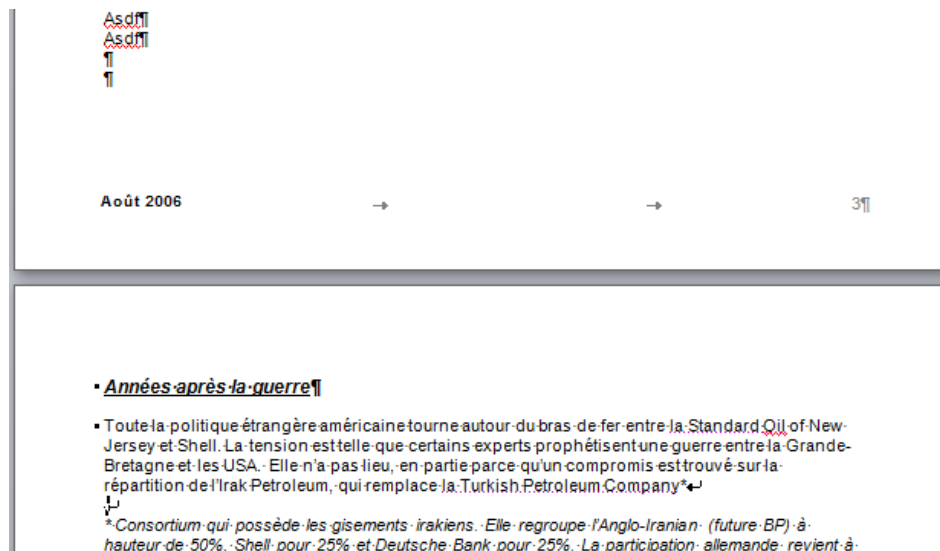 Asdf¶
Asdf¶
¶
¶
Août 2006 → → 3¶
▪ Années·après·la·guerre¶
▪ Toute·la·politique·étrangère·américaine·tourne·autour·du·bras·de·fer·entre·la·Standard·Oil·of·New·
Jersey·et·Shell.·La·tension·est·telle·que·certains·experts·prophétisent·une·guerre·entre·la·Grande-
Bretagne·et·les·USA.·Elle·n'a·pas·lieu,·en·partie·parce·qu'un·compromis·est·trouvé·sur·la·
répartition·de·l'Irak·Petroleum,·qui·remplace·la·Turkish·Petroleum·Company*↵
↵
*·Consortium·qui·possède·les·gisements·irakiens.·Elle·regroupe·l'Anglo-Iranian·(future·BP)·à·
hauteur·de·50%.·Shell·pour·25%·et·Deutsche·Bank·pour·25%.·La·participation·allemande·revient·à·